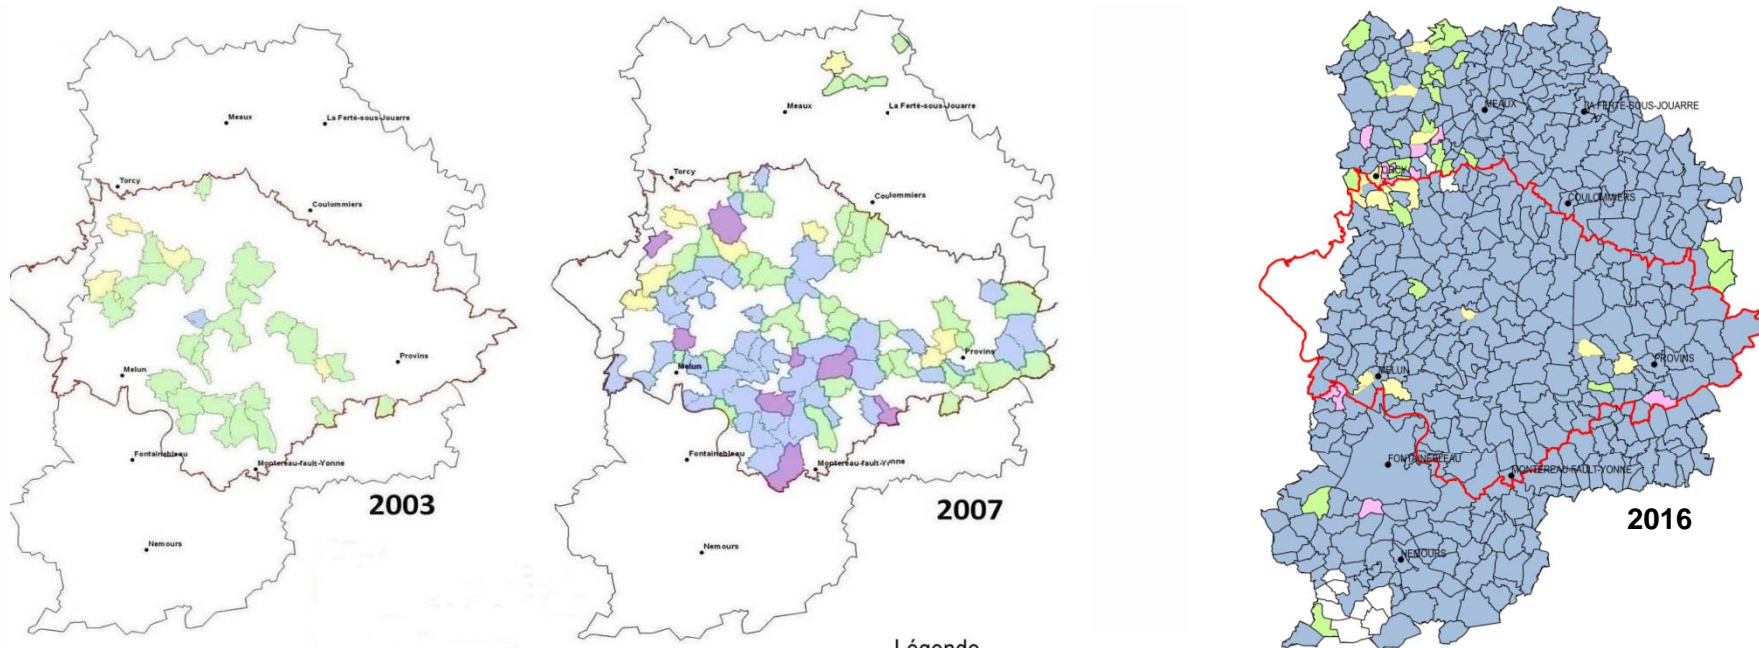 Meaux
La Ferté-sous-Jouarre
Torcy
Coulommiers
Melun
Provins
Fontainebleau
Montereau-fault-Yonne
2003
Nemours
Meaux
La Ferté-sous-Jouarre
Torcy
Coulommiers
Provins
Melun
Fontainebleau
Montereau-fault-Yonne
2007
Nemours
Légende
MEAUX
LA FERTE-SOUS-JOUARRE
TORCY
COULOMMIERS
PROVINS
MELUN
FONTAINEBLEAU
MONTEREAU-FAULT-YONNE
2016
NEMOURS